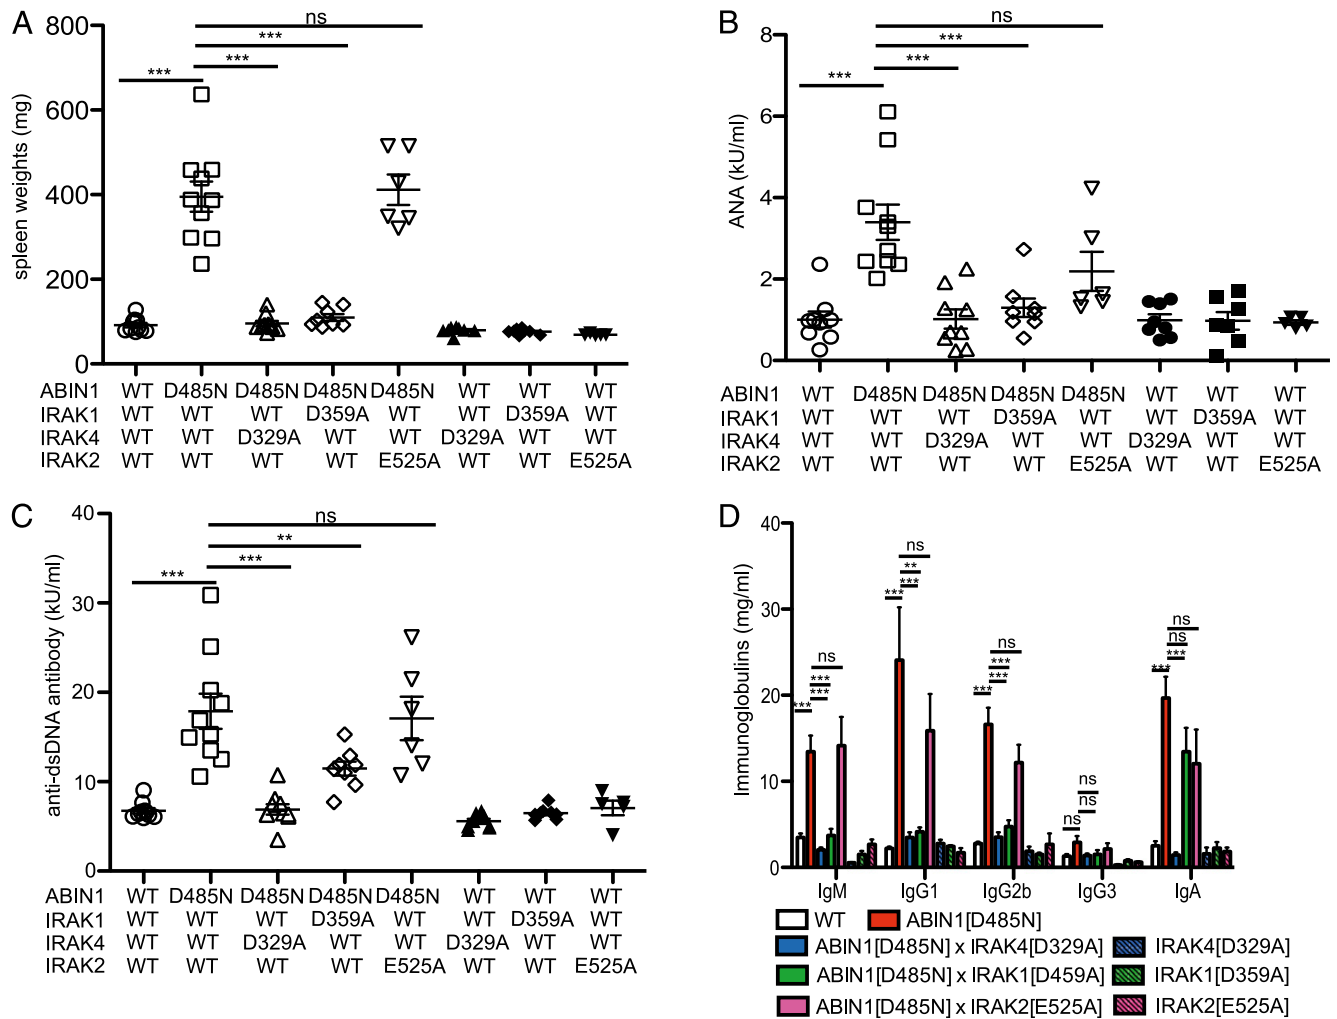 A
800
600
400
200
0
spleen weights (mg)
ns
***
***
***
ABIN1 WT D485N D485N D485N D485N WT WT WT
IRAK1 WT WT WT D359A WT WT D359A WT
IRAK4 WT WT D329A WT WT D329A WT WT
IRAK2 WT WT WT WT E525A WT WT E525A
B
8
6
4
2
0
ANA (kU/ml)
ns
***
***
***
ABIN1 WT D485N D485N D485N D485N WT WT WT
IRAK1 WT WT WT D359A WT WT D359A WT
IRAK4 WT WT D329A WT WT D329A WT WT
IRAK2 WT WT WT WT E525A WT WT E525A
C
40
30
20
10
0
anti-dsDNA antibody (kU/ml)
ns
**
***
***
ABIN1 WT D485N D485N D485N D485N WT WT WT
IRAK1 WT WT WT D359A WT WT D359A WT
IRAK4 WT WT D329A WT WT D329A WT WT
IRAK2 WT WT WT WT E525A WT WT E525A
D
40
30
20
10
0
Immunoglobulins (mg/ml)
ns
***
***
***
ns
**
***
***
ns
***
***
***
ns
ns
ns
ns
ns
***
***
IgM IgG1 IgG2b IgG3 IgA
WT ABIN1[D485N]
ABIN1[D485N] x IRAK4[D329A] IRAK4[D329A]
ABIN1[D485N] x IRAK1[D459A] IRAK1[D359A]
ABIN1[D485N] x IRAK2[E525A] IRAK2[E525A]